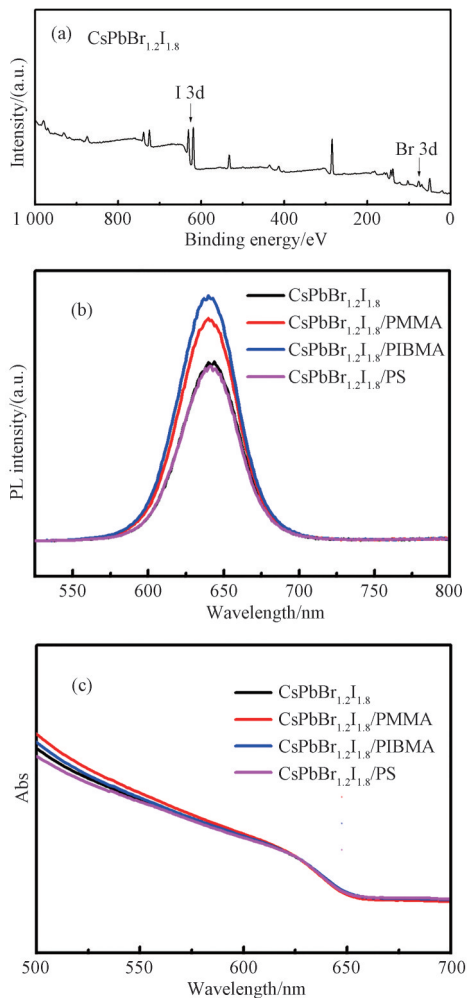 (a) CsPbBr1.2I1.8
I 3d
Br 3d
Intensity/(a.u.)
1 000 800 600 400 200 0
Binding energy/eV
(b)
CsPbBr1.2I1.8
CsPbBr1.2I1.8/PMMA
CsPbBr1.2I1.8/PIBMA
CsPbBr1.2I1.8/PS
PL intensity/(a.u.)
550 600 650 700 750 800
Wavelength/nm
(c)
CsPbBr1.2I1.8
CsPbBr1.2I1.8/PMMA
CsPbBr1.2I1.8/PIBMA
CsPbBr1.2I1.8/PS
Abs
500 550 600 650 700
Wavelength/nm